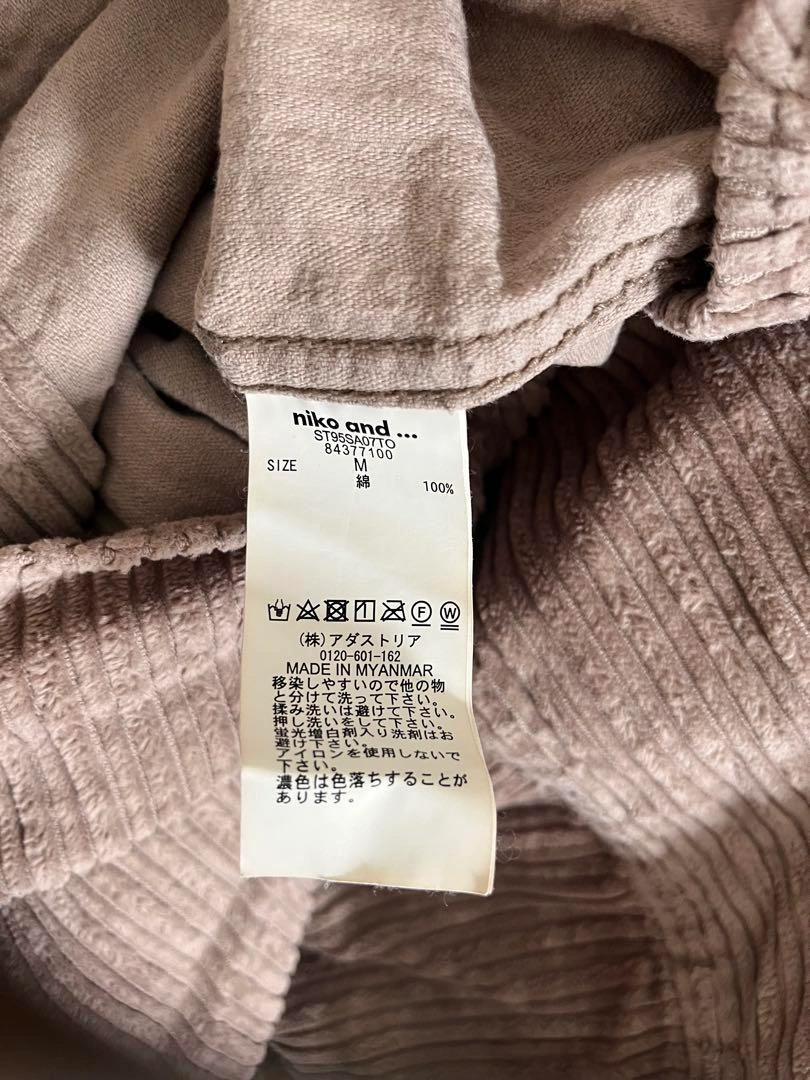 niko and ...
ST95SA07TO
84377100
SIZE M
綿 100%
F W
(株)アダストリア
0120-601-162
MADE IN MYANMAR
移染しやすいので他の物
と分けて洗って下さい。
揉み洗いは避けて下さい。
押し洗いをして下さい。
蛍光増白剤入り洗剤はお
避け下さい。
アイロンを使用しないで
下さい。
濃色は色落ちすることが
あります。